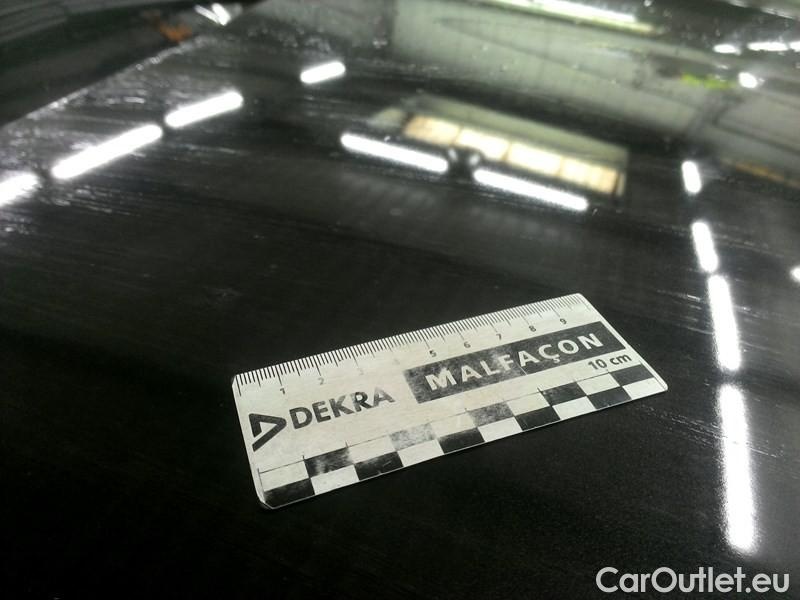 1 2 3 4 5 6 7 8 9
DEKRA MALFAÇON 10 cm
CarOutlet.eu